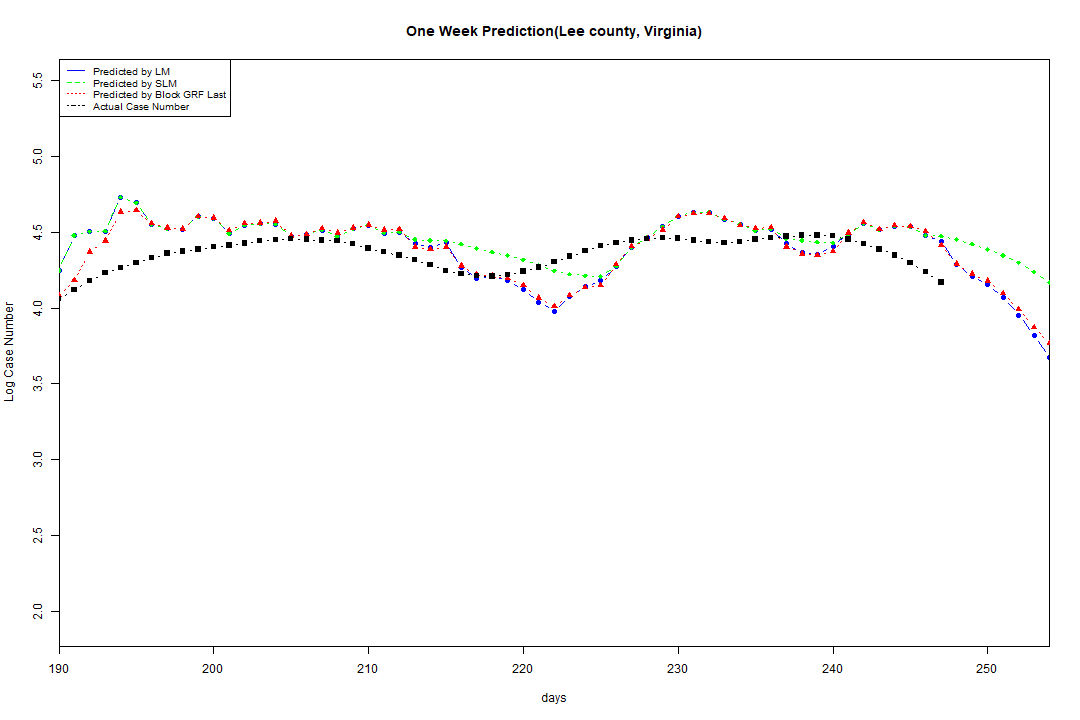 One Week Prediction(Lee county, Virginia)
Predicted by LM
Predicted by SLM
Predicted by Block GRF Last
Actual Case Number
5.5
5.0
4.5
4.0
3.5
3.0
2.5
2.0
Log Case Number
190 200 210 220 230 240 250
days